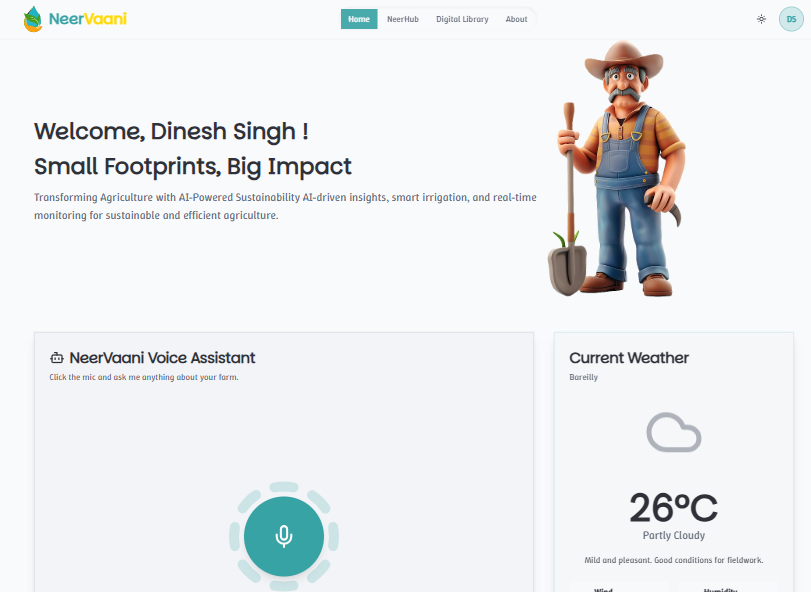 NeerVaani
Home
NeerHub
Digital Library
About
DS
Welcome, Dinesh Singh !
Small Footprints, Big Impact
Transforming Agriculture with AI-Powered Sustainability AI-driven insights, smart irrigation, and real-time
monitoring for sustainable and efficient agriculture.
NeerVaani Voice Assistant
Click the mic and ask me anything about your farm.
Current Weather
Bareilly
26°C
Partly Cloudy
Mild and pleasant. Good conditions for fieldwork.
Wind
Humidity